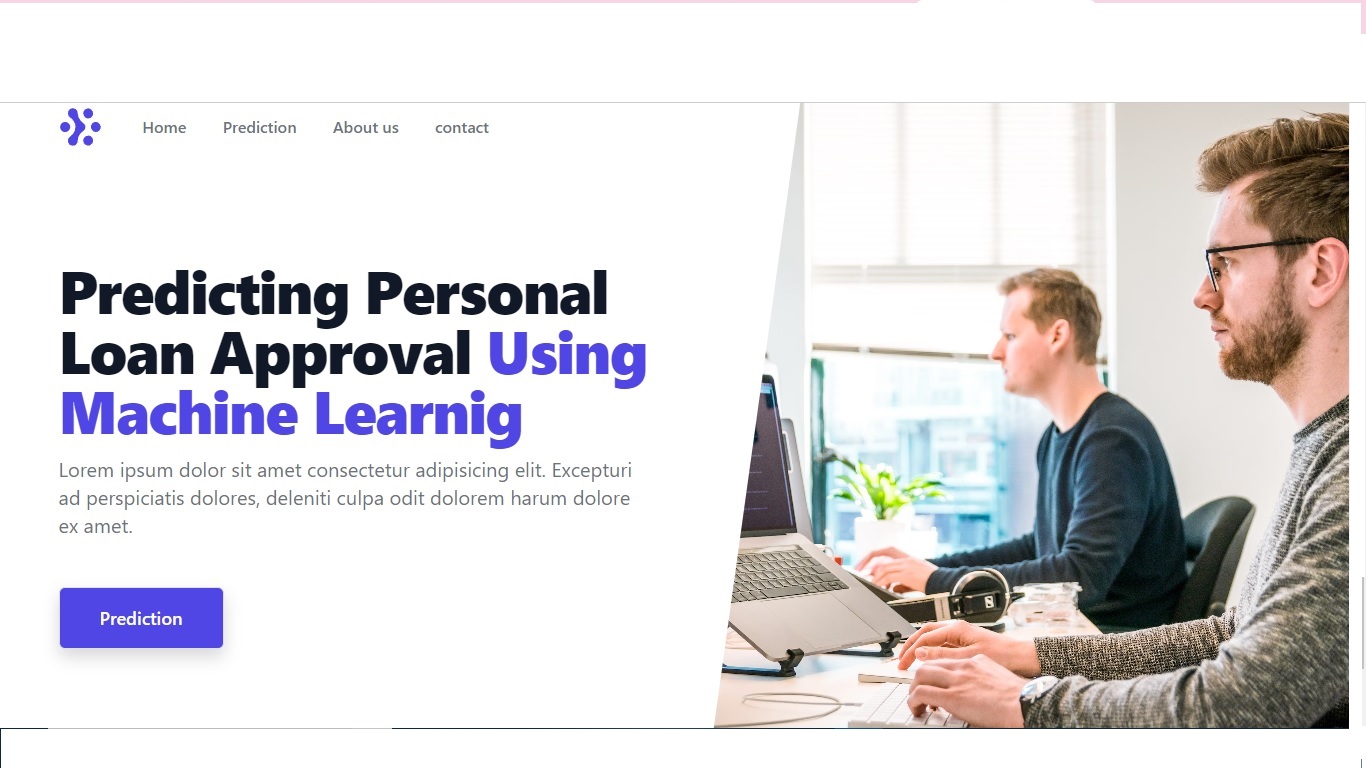 Home Prediction About us contact
Predicting Personal
Loan Approval Using
Machine Learnig
Lorem ipsum dolor sit amet consectetur adipisicing elit. Excepturi
ad perspiciatis dolores, deleniti culpa odit dolorem harum dolore
ex amet.
Prediction